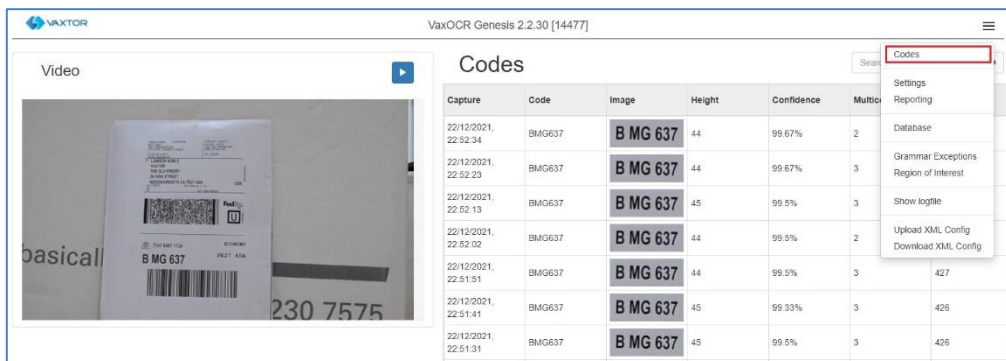 VAXTOR
VaxOCR Genesis 2.2.30 [14477]
Video
Codes
Codes
Settings
Reporting
Database
Grammar Exceptions
Region of Interest
Show logfile
Upload XML Config
Download XML Config
Capture Code Image Height Confidence
22/12/2021, 22:52:34 BMG637 B MG 637 44 99.67% 2
22/12/2021, 22:52:23 BMG637 B MG 637 44 99.67% 3
22/12/2021, 22:52:13 BMG637 B MG 637 45 99.5% 3
22/12/2021, 22:52:02 BMG637 B MG 637 44 99.5% 2
22/12/2021, 22:51:51 BMG637 B MG 637 44 99.5% 3 427
22/12/2021, 22:51:41 BMG637 B MG 637 45 99.33% 3 426
22/12/2021, 22:51:31 BMG637 B MG 637 45 99.5% 3 426
FedEx
U
B MG 637
basicall
230 7575